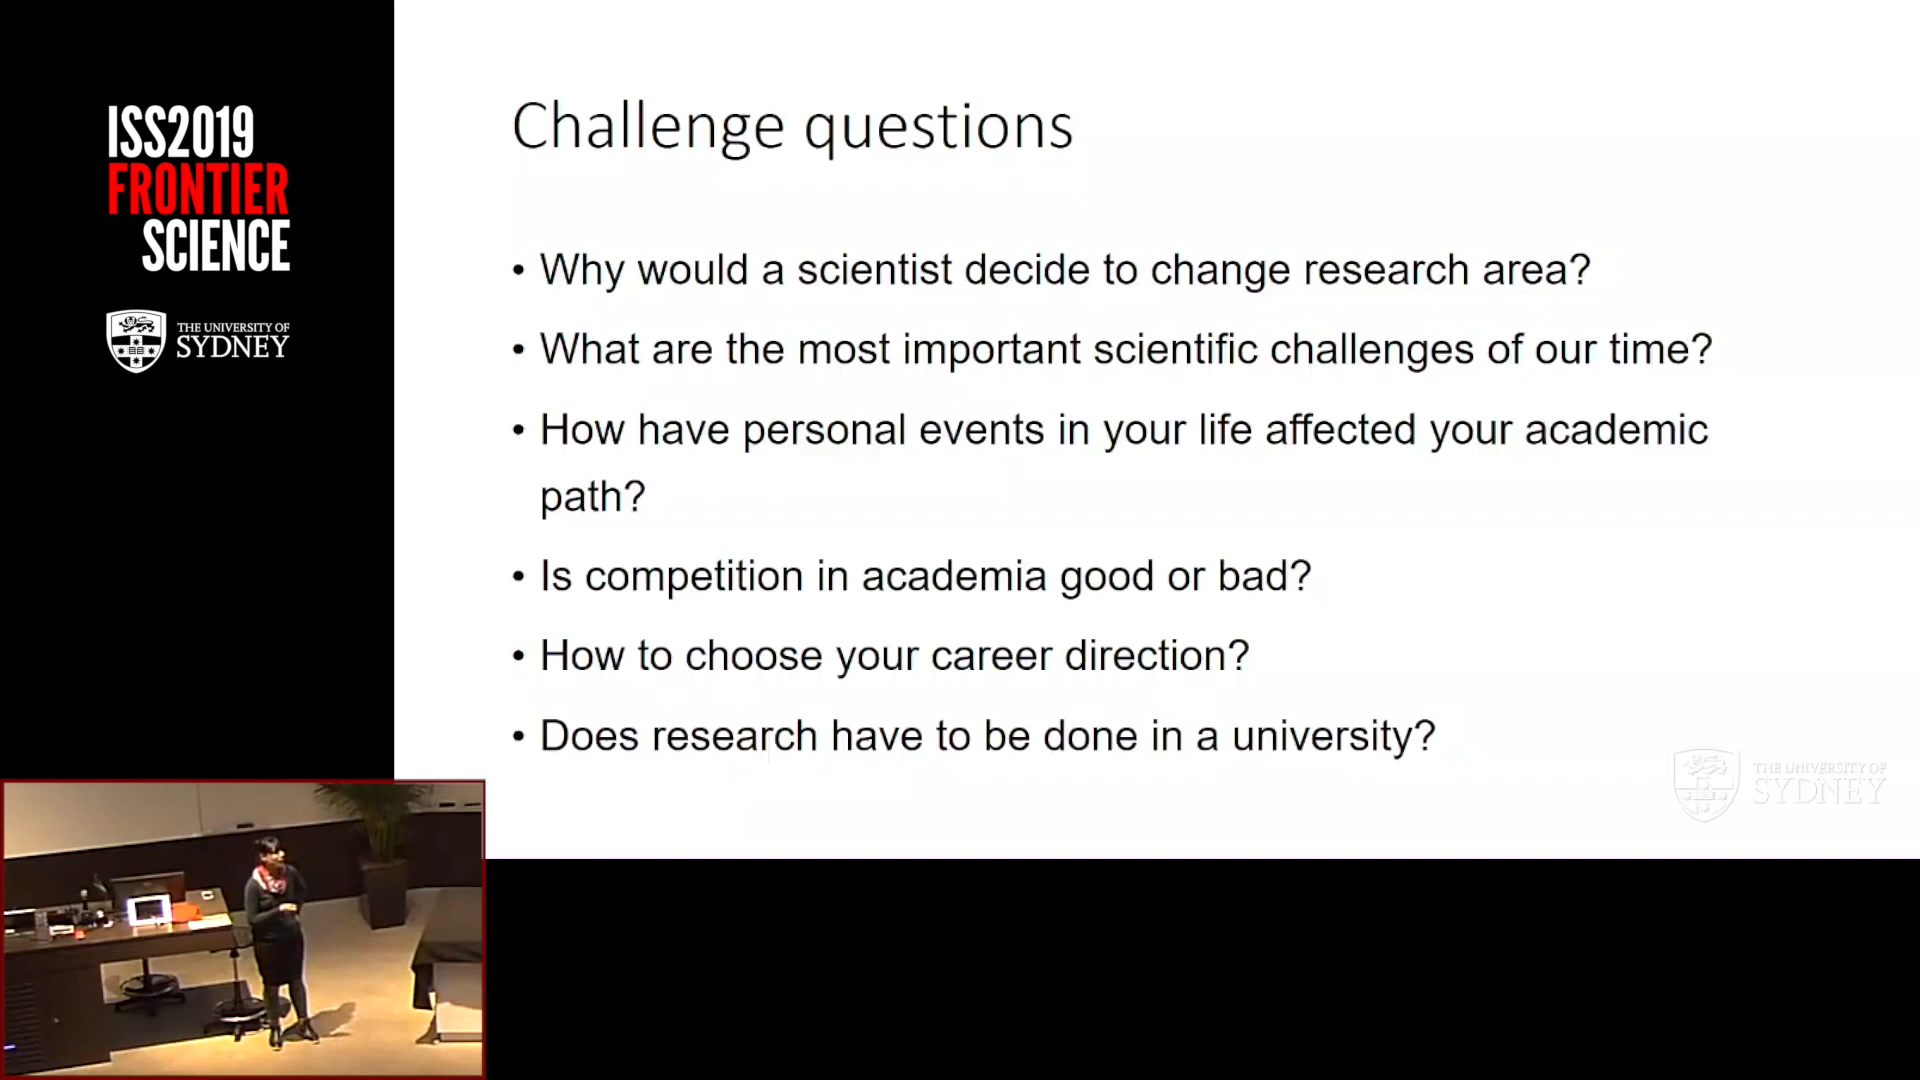 ISS2019
FRONTIER
SCIENCE
THE UNIVERSITY OF
SYDNEY
Challenge questions
• Why would a scientist decide to change research area?
• What are the most important scientific challenges of our time?
• How have personal events in your life affected your academic
path?
• Is competition in academia good or bad?
• How to choose your career direction?
• Does research have to be done in a university?
THE UNIVERSITY OF
SYDNEY